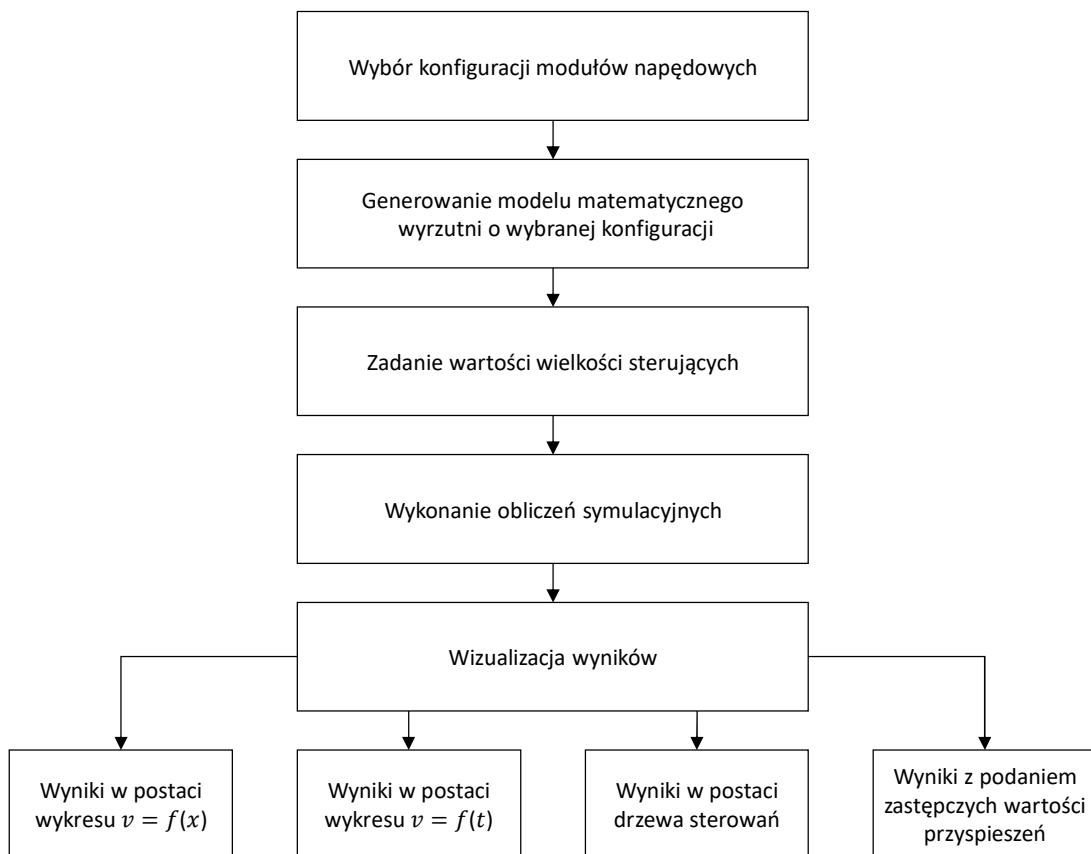 Wybór konfiguracji modułów napędowych
Generowanie modelu matematycznego
wyrzutni o wybranej konfiguracji
Zadanie wartości wielkości sterujących
Wykonanie obliczeń symulacyjnych
Wizualizacja wyników
Wyniki w postaci
wykresu v = f(x)
Wyniki w postaci
wykresu v = f(t)
Wyniki w postaci
drzewa sterowań
Wyniki z podaniem
zastępczych wartości
przyspieszeń